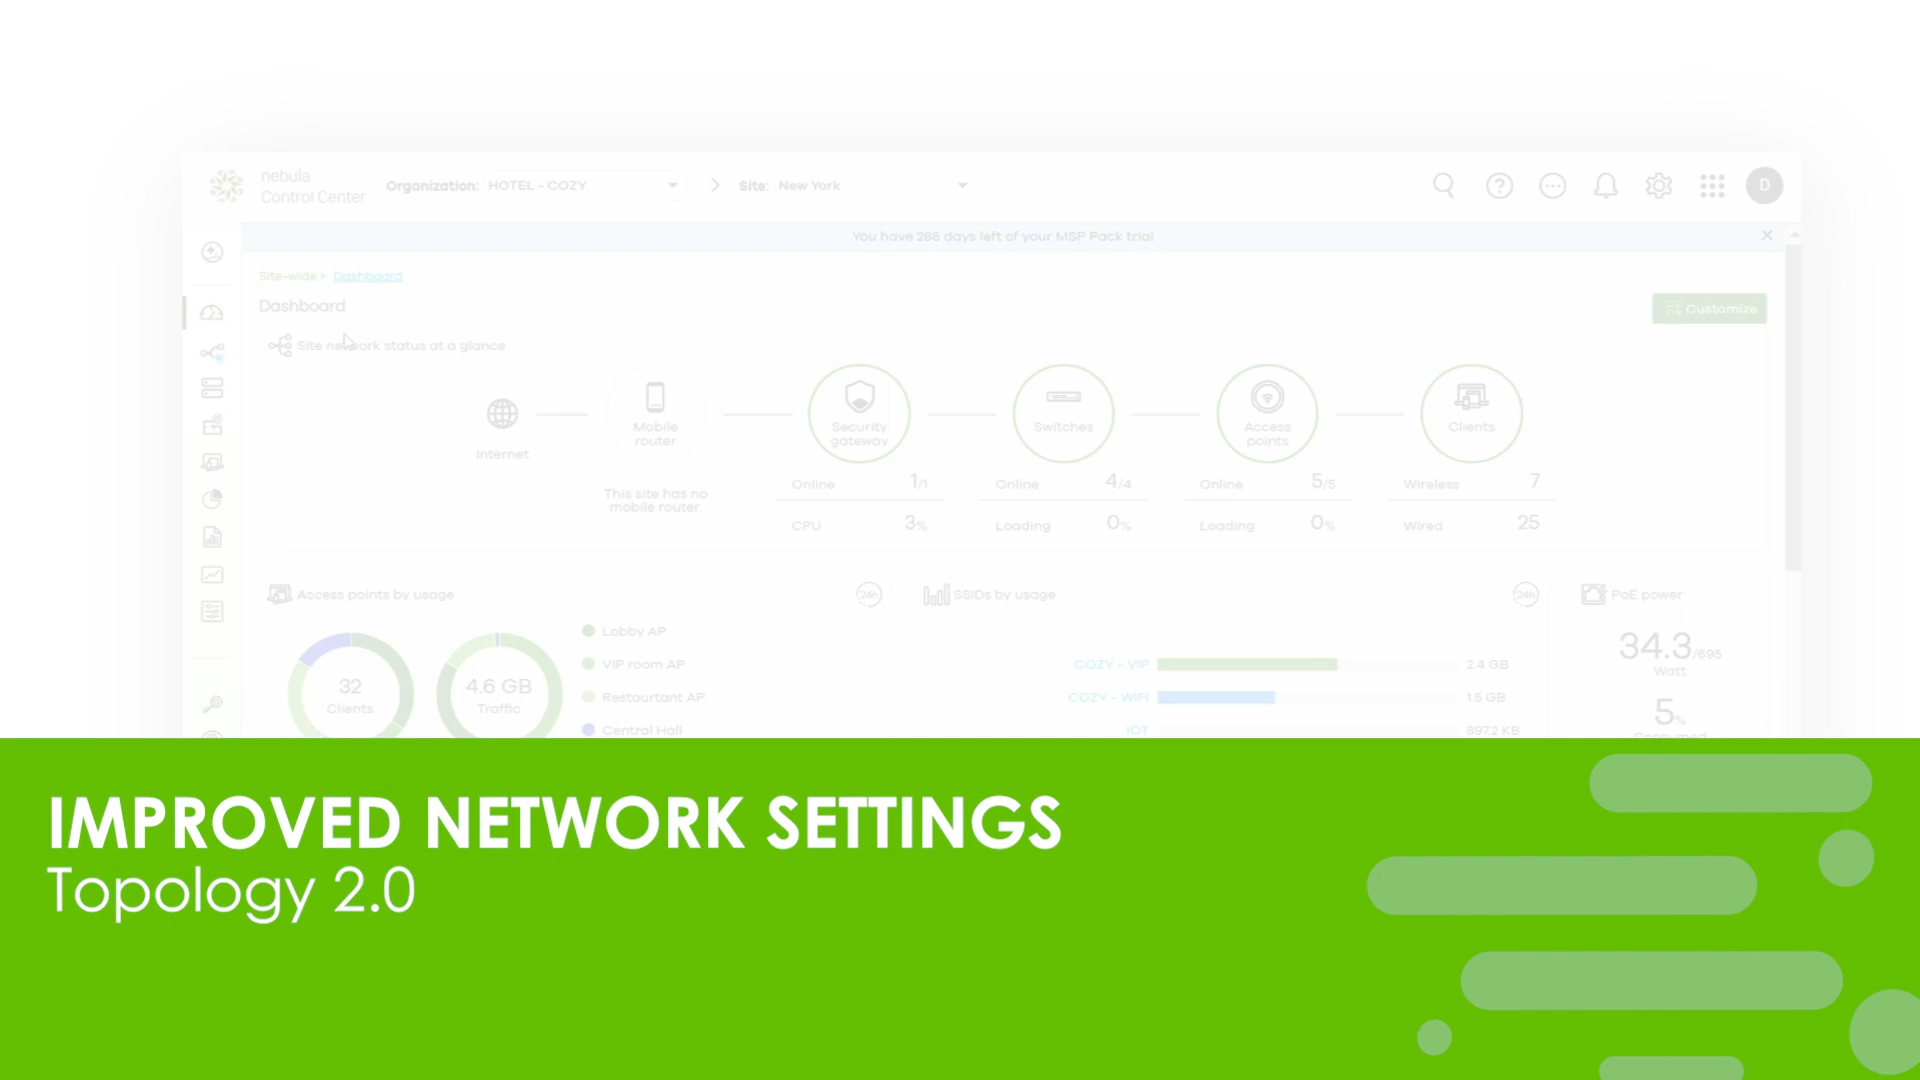 nebula
Control Center
Organization: HOTEL - COZY
Site: New York
D
You have 286 days left of your MSP Pack trial
Site-wide Dashboard
Dashboard
Customize
Site network status at a glance
Internet
Mobile
router
This site has no
mobile router.
Security
gateway
Online 1/1
CPU 3%
Switches
Online 4/4
Loading 0%
Access
points
Online 5/5
Loading 0%
Clients
Wireless 7
Wired 25
Access points by usage
24h
32
Clients
4.6 GB
Traffic
Lobby AP
VIP room AP
Restaurtant AP
Central Hall
SSIDs by usage
24h
COZY - VIP 2.4 GB
COZY - WIFI 1.5 GB
IOT 897.2 KB
PoE power
34.3/695
Watt
5%
Consumed
IMPROVED NETWORK SETTINGS
Topology 2.0